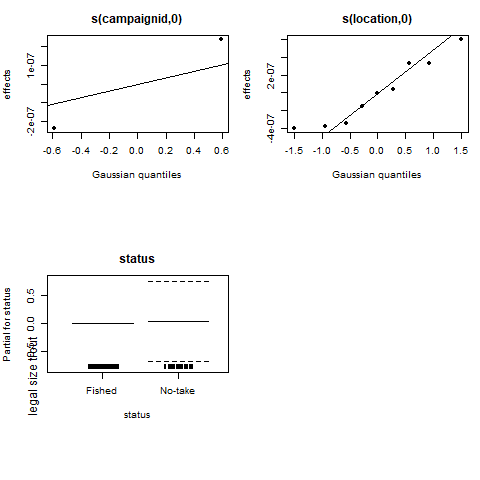 s(campaignid,0)
effects
1e-07
-2e-07
-0.6 -0.4 -0.2 0.0 0.2 0.4 0.6
Gaussian quantiles
s(location,0)
effects
2e-07
-4e-07
-1.5 -1.0 -0.5 0.0 0.5 1.0 1.5
Gaussian quantiles
status
Partial for status
legal size
0.5
0.0
Fished No-take
status